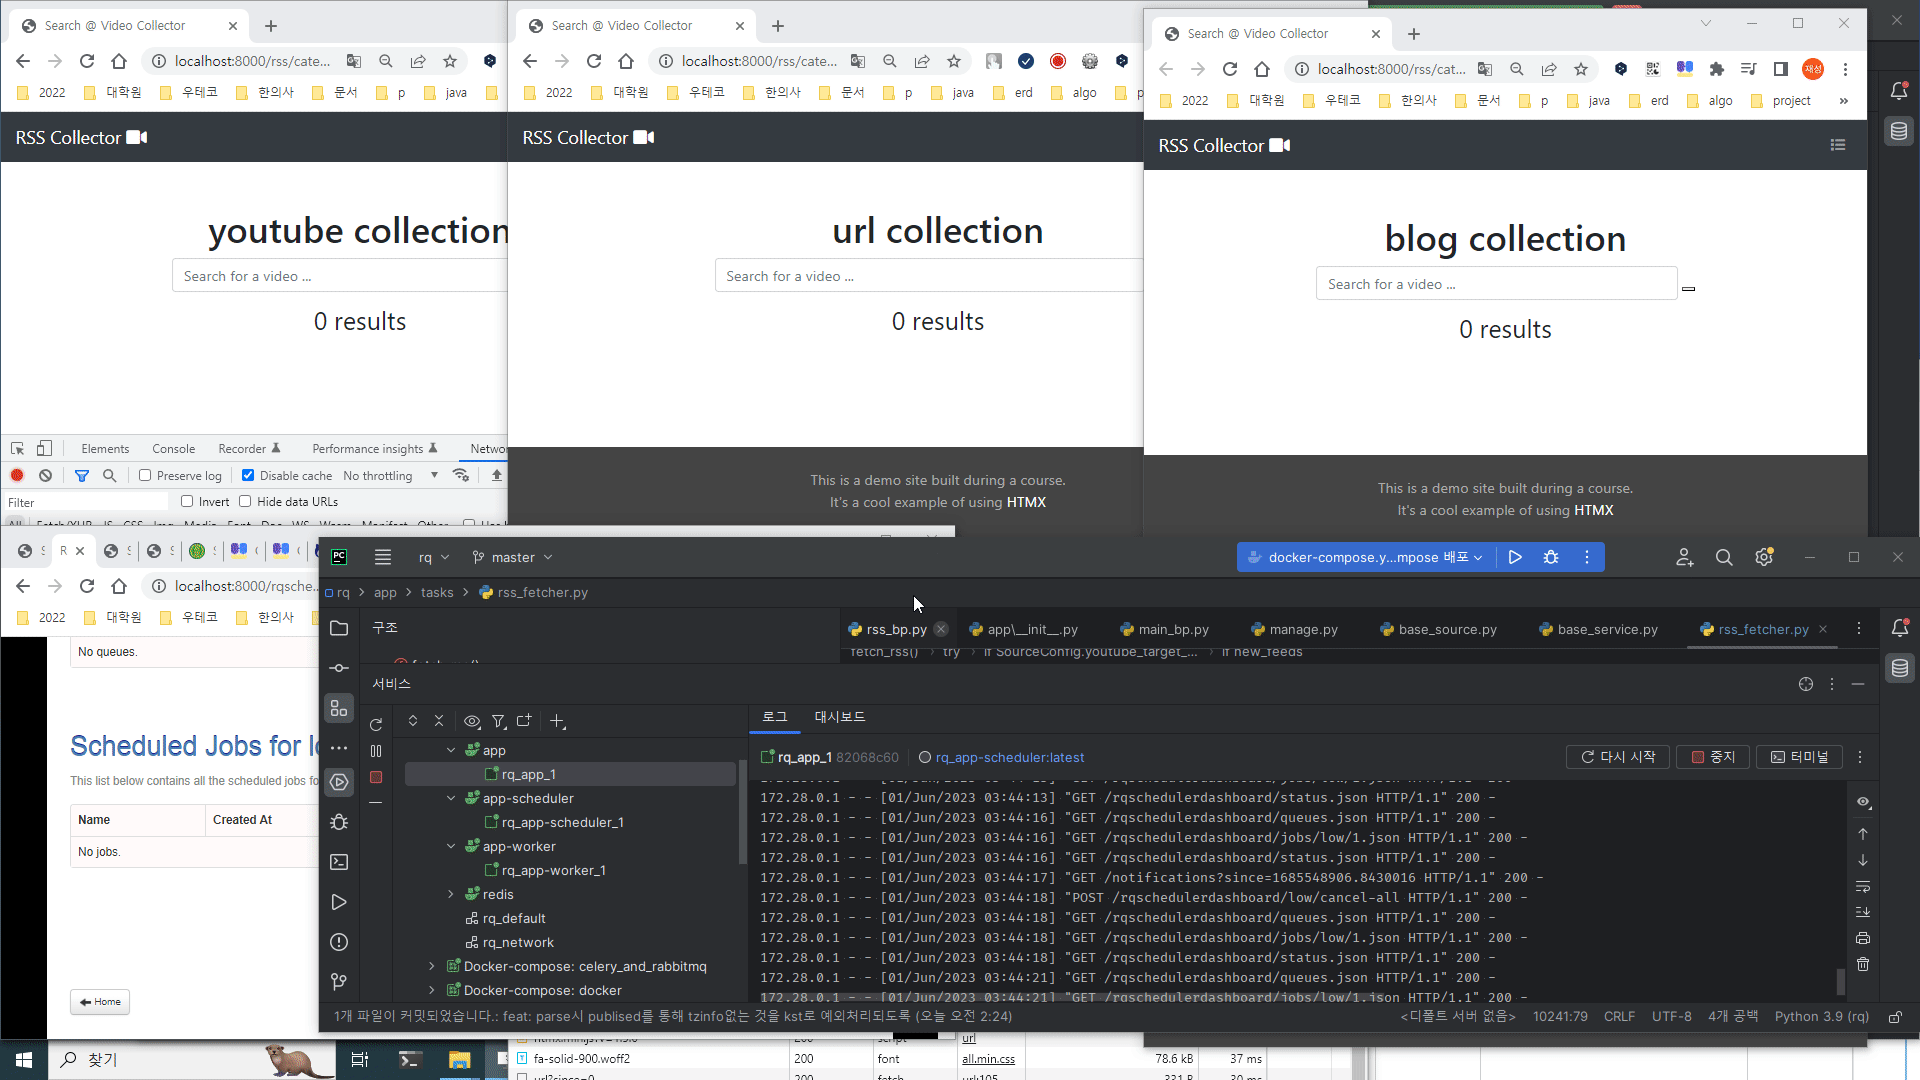 Search @ Video Collector
localhost:8000/rss/cate...
2022 대학원 우테코 한의사 문서 p java
RSS Collector
youtube collection
Search for a video ...
0 results
Elements Console Recorder Performance insights Netwo
Preserve log Disable cache No throttling
Filter Invert Hide data URLs
Search @ Video Collector
localhost:8000/rss/cate...
2022 대학원 우테코 한의사 문서 p java erd algo p
RSS Collector
url collection
Search for a video ...
0 results
This is a demo site built during a course.
It's a cool example of using HTMX
Search @ Video Collector
localhost:8000/rss/cat...
재성
2022 대학원 우테코 한의사 문서 p java erd algo project »
RSS Collector
blog collection
Search for a video ...
0 results
This is a demo site built during a course.
It's a cool example of using HTMX
localhost:8000/rqsche...
2022 대학원 우테코 한의사
No queues.
Scheduled Jobs for l
This list below contains all the scheduled jobs fo
Name Created At
No jobs.
Home
PC rq master docker-compose.y...mpose 배포
rq > app > tasks > rss_fetcher.py
구조
rss_bp.py app\__init__.py main_bp.py manage.py base_source.py base_service.py rss_fetcher.py
fetch_rss() > try > if SourceConfig.youtube_target_... > if new_feeds
서비스
로그 대시보드
app
rq_app_1
app-scheduler
rq_app-scheduler_1
app-worker
rq_app-worker_1
redis
rq_default
rq_network
Docker-compose: celery_and_rabbitmq
Docker-compose: docker
rq_app_1 82068c60 rq_app-scheduler:latest 다시 시작 중지 터미널
172.28.0.1 - - [01/Jun/2023 03:44:13] "GET /rqschedulerdashboard/status.json HTTP/1.1" 200 -
172.28.0.1 - - [01/Jun/2023 03:44:16] "GET /rqschedulerdashboard/queues.json HTTP/1.1" 200 -
172.28.0.1 - - [01/Jun/2023 03:44:16] "GET /rqschedulerdashboard/jobs/low/1.json HTTP/1.1" 200 -
172.28.0.1 - - [01/Jun/2023 03:44:16] "GET /rqschedulerdashboard/status.json HTTP/1.1" 200 -
172.28.0.1 - - [01/Jun/2023 03:44:17] "GET /notifications?since=1685548906.8430016 HTTP/1.1" 200 -
172.28.0.1 - - [01/Jun/2023 03:44:18] "POST /rqschedulerdashboard/low/cancel-all HTTP/1.1" 200 -
172.28.0.1 - - [01/Jun/2023 03:44:18] "GET /rqschedulerdashboard/queues.json HTTP/1.1" 200 -
172.28.0.1 - - [01/Jun/2023 03:44:18] "GET /rqschedulerdashboard/jobs/low/1.json HTTP/1.1" 200 -
172.28.0.1 - - [01/Jun/2023 03:44:18] "GET /rqschedulerdashboard/status.json HTTP/1.1" 200 -
172.28.0.1 - - [01/Jun/2023 03:44:21] "GET /rqschedulerdashboard/queues.json HTTP/1.1" 200 -
172.28.0.1 - - [01/Jun/2023 03:44:21] "GET /rqschedulerdashboard/jobs/low/1.json HTTP/1.1" 200 -
1개 파일이 커밋되었습니다.: feat: parse시 publised를 통해 tzinfo없는 것을 kst로 예외처리되도록 (오늘 오전 2:24) <디폴트 서버 없음> 10241:79 CRLF UTF-8 4개 공백 Python 3.9 (rq)
찾기
fa-solid-900.woff2 200 font all.min.css 78.6 kB 37 ms